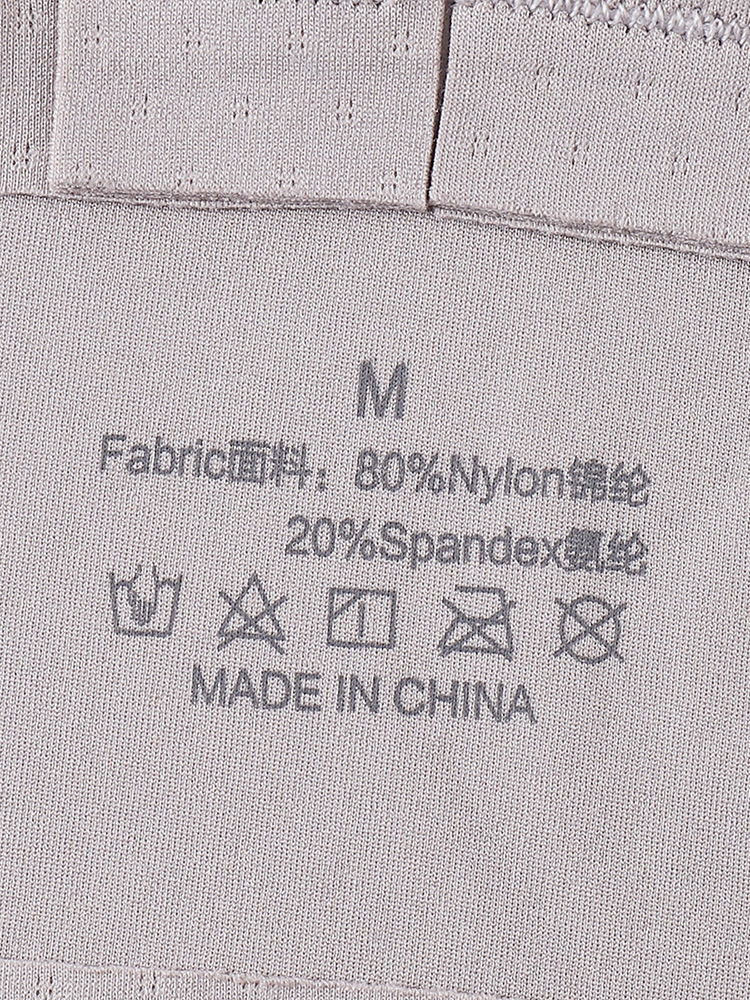 M
Fabric面料：80%Nylon锦纶
20%Spandex氨纶
MADE IN CHINA